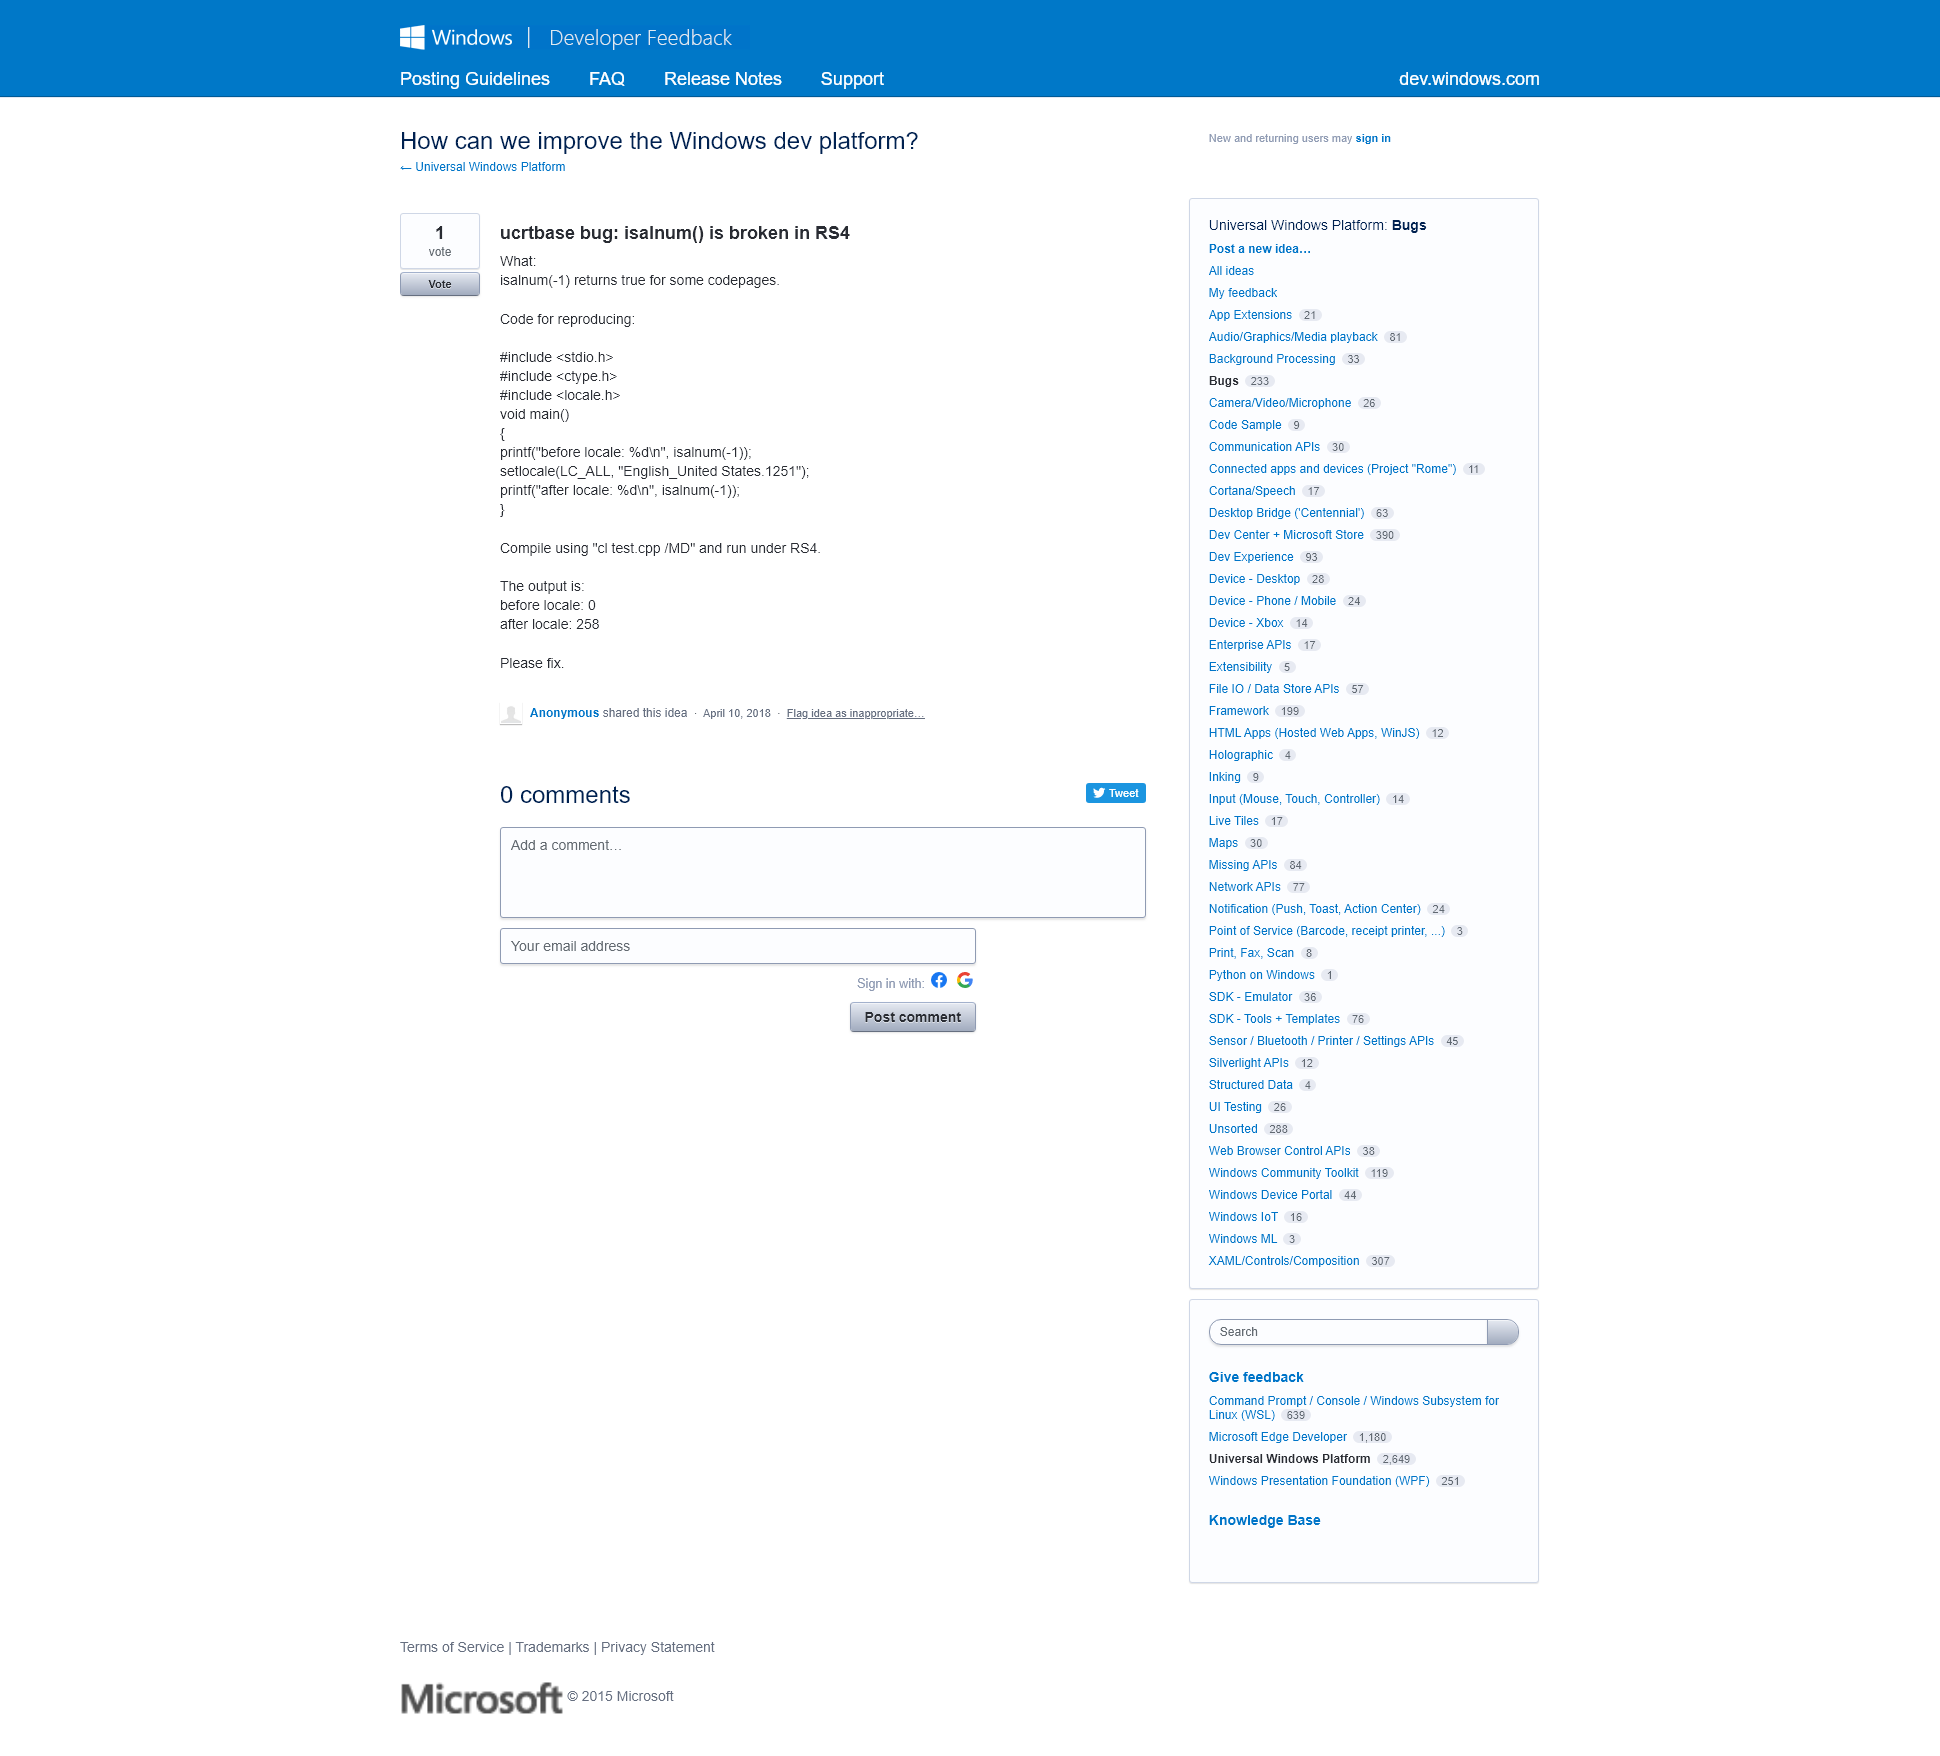 Windows | Developer Feedback
Posting Guidelines FAQ Release Notes Support dev.windows.com
How can we improve the Windows dev platform?
← Universal Windows Platform
New and returning users may sign in
1
vote
Vote
ucrtbase bug: isalnum() is broken in RS4
What:
isalnum(-1) returns true for some codepages.
Code for reproducing:
#include <stdio.h>
#include <ctype.h>
#include <locale.h>
void main()
{
printf("before locale: %d\n", isalnum(-1));
setlocale(LC_ALL, "English_United States.1251");
printf("after locale: %d\n", isalnum(-1));
}
Compile using "cl test.cpp /MD" and run under RS4.
The output is:
before locale: 0
after locale: 258
Please fix.
Anonymous shared this idea · April 10, 2018 · Flag idea as inappropriate…
0 comments
Tweet
Add a comment…
Your email address
Sign in with:
Post comment
Universal Windows Platform: Bugs
Post a new idea…
All ideas
My feedback
App Extensions 21
Audio/Graphics/Media playback 81
Background Processing 33
Bugs 233
Camera/Video/Microphone 26
Code Sample 9
Communication APIs 30
Connected apps and devices (Project "Rome") 11
Cortana/Speech 17
Desktop Bridge ('Centennial') 63
Dev Center + Microsoft Store 390
Dev Experience 93
Device - Desktop 28
Device - Phone / Mobile 24
Device - Xbox 14
Enterprise APIs 17
Extensibility 5
File IO / Data Store APIs 57
Framework 199
HTML Apps (Hosted Web Apps, WinJS) 12
Holographic 4
Inking 9
Input (Mouse, Touch, Controller) 14
Live Tiles 17
Maps 30
Missing APIs 84
Network APIs 77
Notification (Push, Toast, Action Center) 24
Point of Service (Barcode, receipt printer, ...) 3
Print, Fax, Scan 8
Python on Windows 1
SDK - Emulator 36
SDK - Tools + Templates 76
Sensor / Bluetooth / Printer / Settings APIs 45
Silverlight APIs 12
Structured Data 4
UI Testing 26
Unsorted 288
Web Browser Control APIs 38
Windows Community Toolkit 119
Windows Device Portal 44
Windows IoT 16
Windows ML 3
XAML/Controls/Composition 307
Search
Give feedback
Command Prompt / Console / Windows Subsystem for
Linux (WSL) 639
Microsoft Edge Developer 1,180
Universal Windows Platform 2,649
Windows Presentation Foundation (WPF) 251
Knowledge Base
Terms of Service | Trademarks | Privacy Statement
Microsoft © 2015 Microsoft